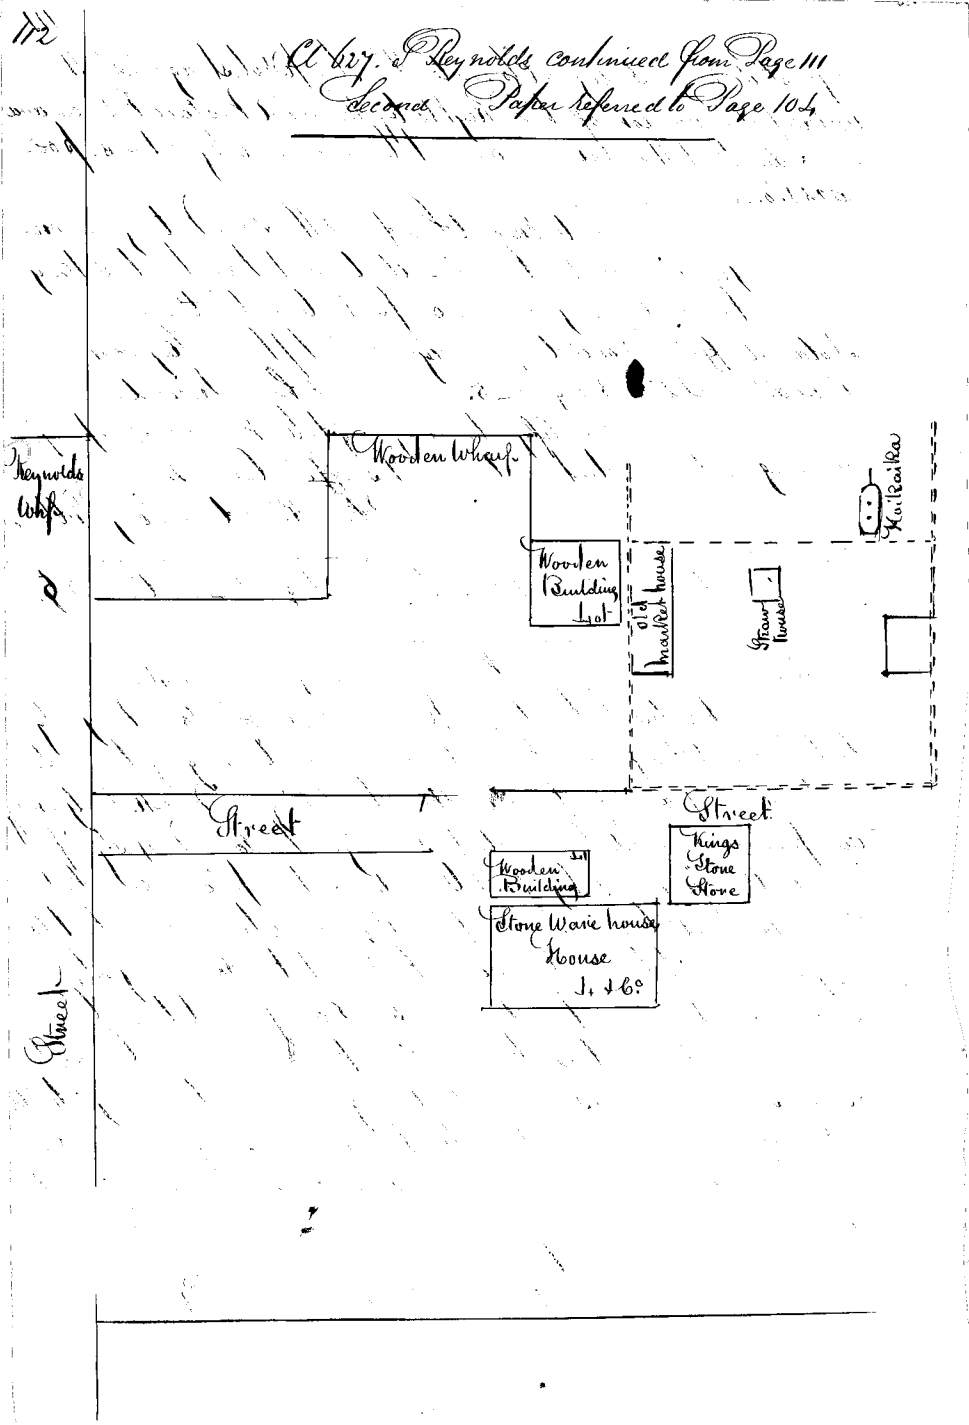 112
Cl 627. S Reynolds continued from Page 111
Second Paper referred to Page 104
Reynolds
Whf.
Wooden Wharf.
Wooden
Building
Lot
old
market house
Straw
house
Kaikaika
Street
Street.
Kings
Stone
Store
Wooden
Building
Stone Ware house
House
Street